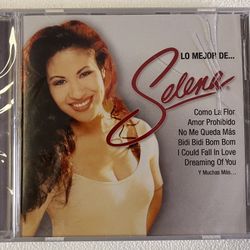 LO MEJOR DE...
Selena
Como La Flor
Amor Prohibido
No Me Queda Más
Bidi Bidi Bom Bom
I Could Fall In Love
Dreaming Of You
Y Muchas Más...